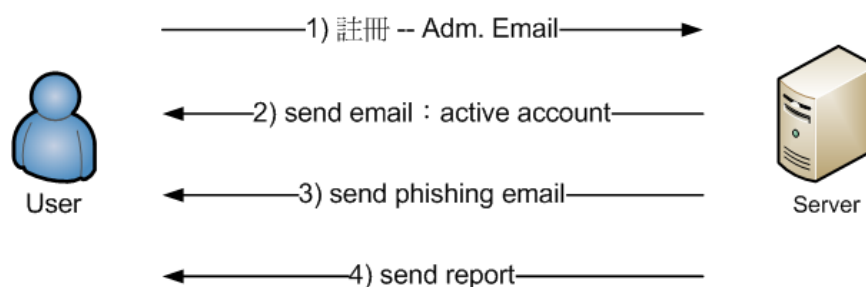 1) 註冊 -- Adm. Email
2) send email：active account
3) send phishing email
User
Server
4) send report